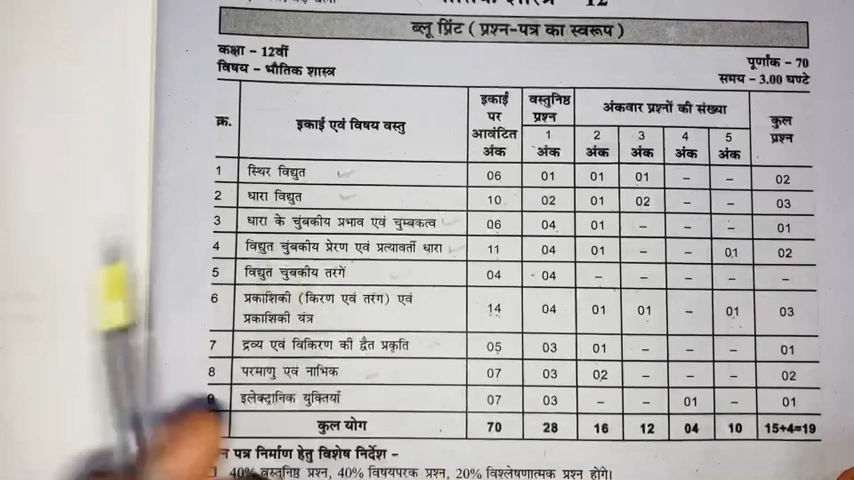 12
ब्लू प्रिंट ( प्रश्न-पत्र का स्वरूप )
कक्षा - 12वीं
पूर्णांक - 70
विषय - भौतिक शास्त्र
समय - 3.00 घण्टे
क्र. इकाई एवं विषय वस्तु इकाई पर आवंटित अंक वस्तुनिष्ठ प्रश्न अंकवार प्रश्नों की संख्या कुल प्रश्न
1 अंक 2 अंक 3 अंक 4 अंक 5 अंक
1 स्थिर विद्युत 06 01 01 01 – – 02
2 धारा विद्युत 10 02 01 02 – – 03
3 धारा के चुंबकीय प्रभाव एवं चुम्बकत्व 06 04 01 – – – 01
4 विद्युत चुंबकीय प्रेरण एवं प्रत्यावर्ती धारा 11 04 01 – – 01 02
5 विद्युत चुंबकीय तरंगें 04 04 – – – – –
6 प्रकाशिकी (किरण एवं तरंग) एवं
प्रकाशिकी यंत्र 14 04 01 01 – 01 03
7 द्रव्य एवं विकिरण की द्वैत प्रकृति 05 03 01 – – – 01
8 परमाणु एवं नाभिक 07 03 02 – – – 02
9 इलेक्ट्रानिक युक्तियाँ 07 03 – – 01 – 01
कुल योग 70 28 16 12 04 10 15+4=19
पत्र निर्माण हेतु विशेष निर्देश -
40% वस्तुनिष्ठ प्रश्न, 40% विषयपरक प्रश्न, 20% विश्लेषणात्मक प्रश्न होंगे।